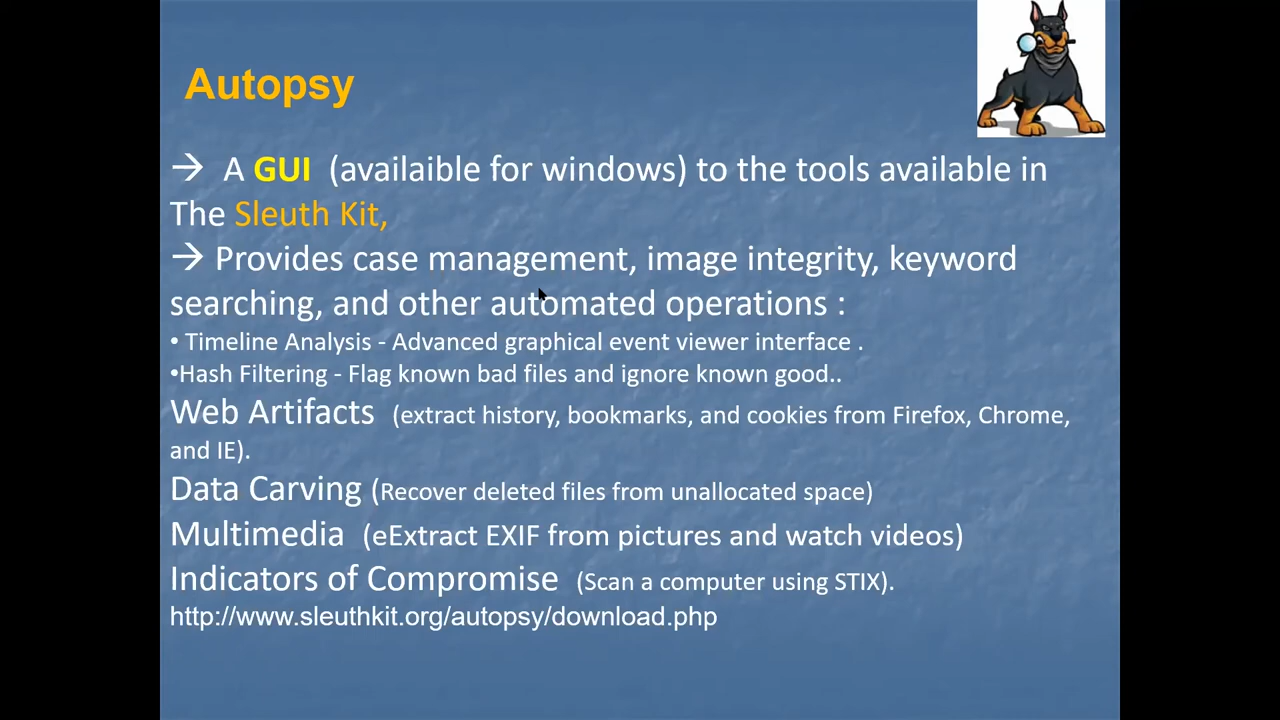 Autopsy
→ A GUI (availaible for windows) to the tools available in
The Sleuth Kit,
→ Provides case management, image integrity, keyword
searching, and other automated operations :
• Timeline Analysis - Advanced graphical event viewer interface .
•Hash Filtering - Flag known bad files and ignore known good..
Web Artifacts (extract history, bookmarks, and cookies from Firefox, Chrome,
and IE).
Data Carving (Recover deleted files from unallocated space)
Multimedia (eExtract EXIF from pictures and watch videos)
Indicators of Compromise (Scan a computer using STIX).
http://www.sleuthkit.org/autopsy/download.php